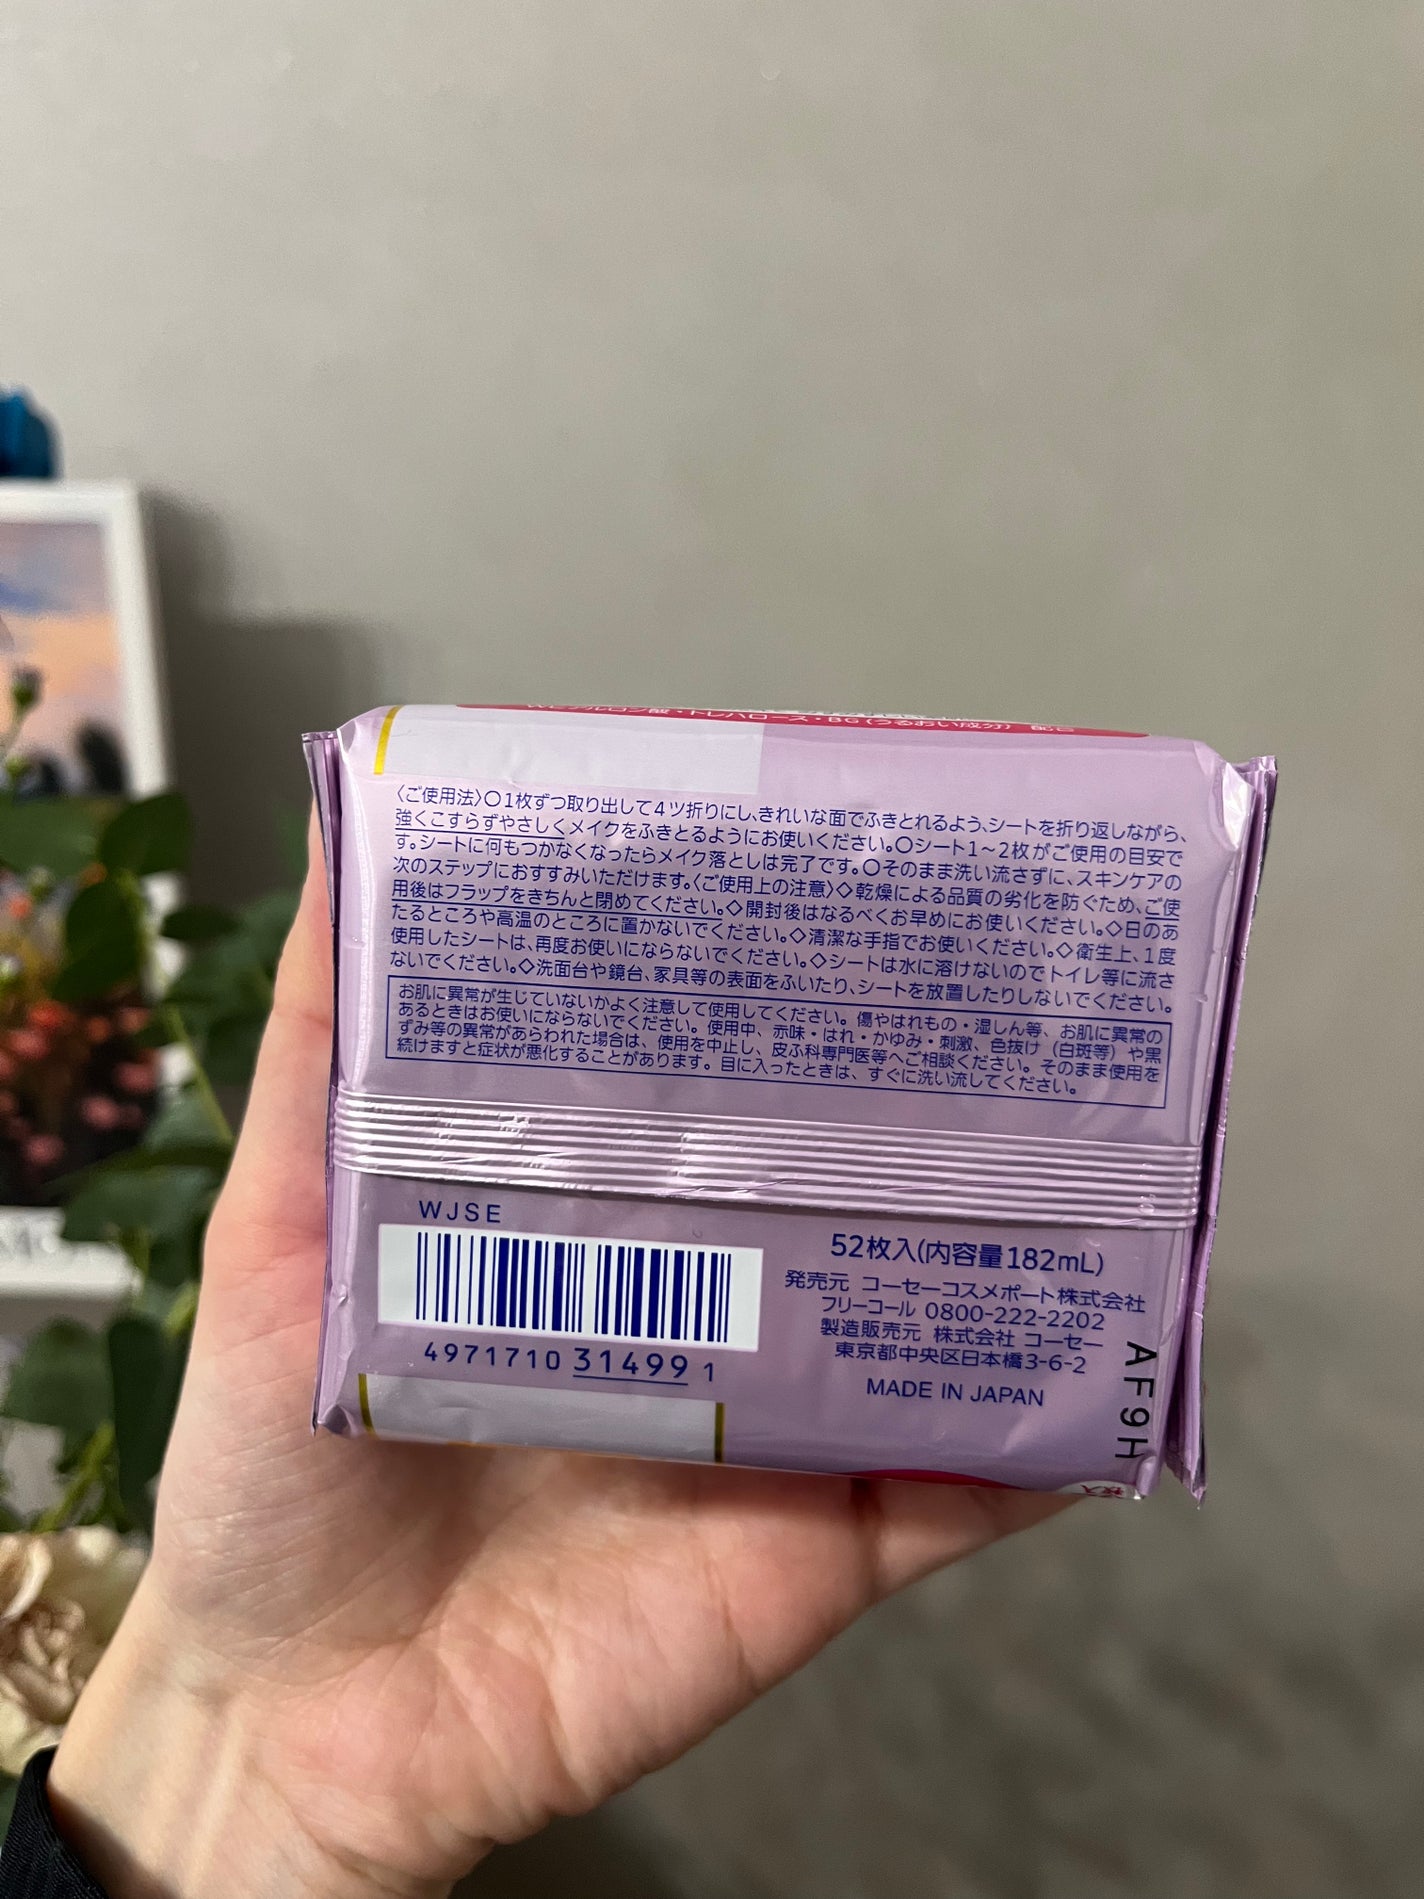 Wヒアルロン酸・トレハロース・BG(うるおい成分) 配合
〈ご使用法〉○1枚ずつ取り出して4ツ折りにし、きれいな面でふきとれるよう、シートを折り返しながら、
強くこすらずやさしくメイクをふきとるようにお使いください。○シート1〜2枚がご使用の目安で
す。シートに何もつかなくなったらメイク落としは完了です。○そのまま洗い流さずに、スキンケアの
次のステップにおすすみいただけます。〈ご使用上の注意〉◇乾燥による品質の劣化を防ぐため、ご使
用後はフラップをきちんと閉めてください。◇開封後はなるべくお早めにお使いください。◇日のあ
たるところや高温のところに置かないでください。◇清潔な手指でお使いください。◇衛生上、1度
使用したシートは、再度お使いにならないでください。◇シートは水に溶けないのでトイレ等に流さ
ないでください。◇洗面台や鏡台、家具等の表面をふいたり、シートを放置したりしないでください。
お肌に異常が生じていないかよく注意して使用してください。傷やはれもの・湿しん等、お肌に異常の
あるときはお使いにならないでください。使用中、赤味・はれ・かゆみ・刺激、色抜け（白斑等）や黒
ずみ等の異常があらわれた場合は、使用を中止し、皮ふ科専門医等へご相談ください。そのまま使用を
続けますと症状が悪化することがあります。目に入ったときは、すぐに洗い流してください。
WJSE
4971710 31499 1
52枚入(内容量182mL)
発売元 コーセーコスメポート株式会社
フリーコール 0800-222-2202
製造販売元 株式会社 コーセー
東京都中央区日本橋3-6-2
MADE IN JAPAN
AF9H